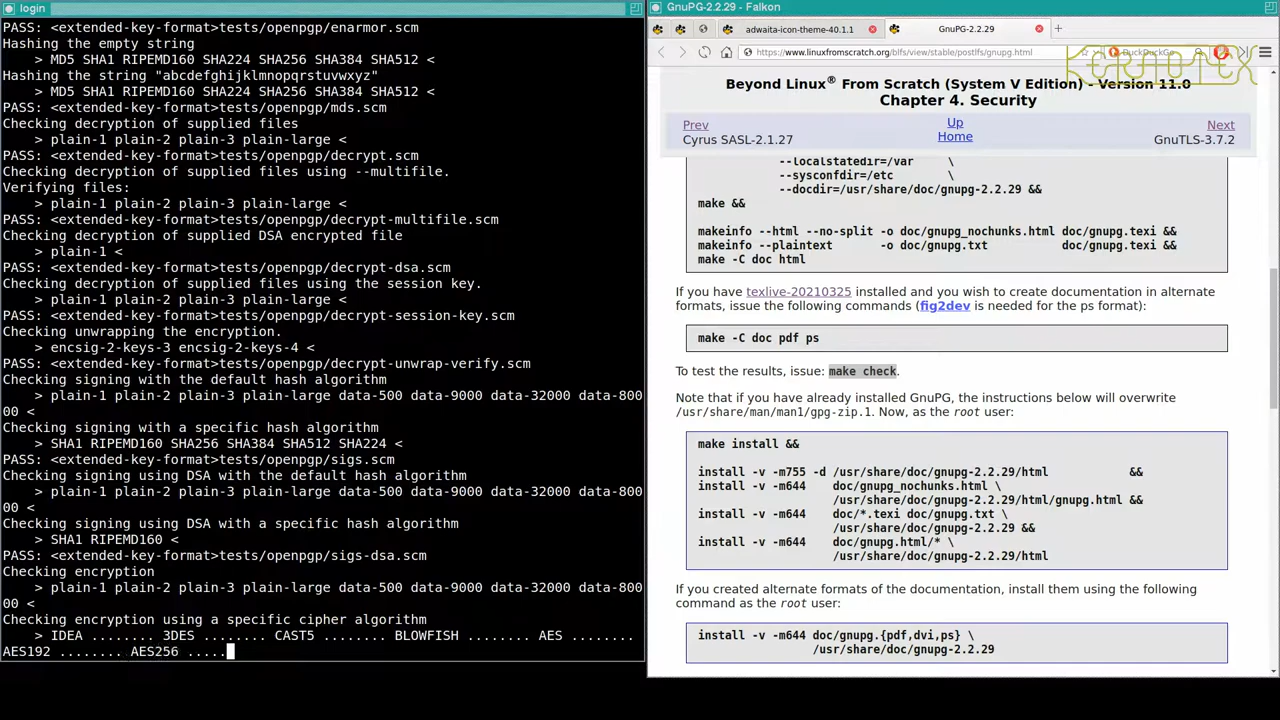 login
PASS: <extended-key-format>tests/openpgp/enarmor.scm
Hashing the empty string
> MD5 SHA1 RIPEMD160 SHA224 SHA256 SHA384 SHA512 <
Hashing the string "abcdefghijklmnopqrstuvwxyz"
> MD5 SHA1 RIPEMD160 SHA224 SHA256 SHA384 SHA512 <
PASS: <extended-key-format>tests/openpgp/mds.scm
Checking decryption of supplied files
> plain-1 plain-2 plain-3 plain-large <
PASS: <extended-key-format>tests/openpgp/decrypt.scm
Checking decryption of supplied files using --multifile.
Verifying files:
> plain-1 plain-2 plain-3 plain-large <
PASS: <extended-key-format>tests/openpgp/decrypt-multifile.scm
Checking decryption of supplied DSA encrypted file
> plain-1 <
PASS: <extended-key-format>tests/openpgp/decrypt-dsa.scm
Checking decryption of supplied files using the session key.
> plain-1 plain-2 plain-3 plain-large <
PASS: <extended-key-format>tests/openpgp/decrypt-session-key.scm
Checking unwrapping the encryption.
> encsig-2-keys-3 encsig-2-keys-4 <
PASS: <extended-key-format>tests/openpgp/decrypt-unwrap-verify.scm
Checking signing with the default hash algorithm
> plain-1 plain-2 plain-3 plain-large data-500 data-9000 data-32000 data-800
00 <
Checking signing with a specific hash algorithm
> SHA1 RIPEMD160 SHA256 SHA384 SHA512 SHA224 <
PASS: <extended-key-format>tests/openpgp/sigs.scm
Checking signing using DSA with the default hash algorithm
> plain-1 plain-2 plain-3 plain-large data-500 data-9000 data-32000 data-800
00 <
Checking signing using DSA with a specific hash algorithm
> SHA1 RIPEMD160 <
PASS: <extended-key-format>tests/openpgp/sigs-dsa.scm
Checking encryption
> plain-1 plain-2 plain-3 plain-large data-500 data-9000 data-32000 data-800
00 <
Checking encryption using a specific cipher algorithm
> IDEA ........ 3DES ........ CAST5 ........ BLOWFISH ........ AES ........
AES192 ........ AES256 .....
GnuPG-2.2.29 - Falkon
adwaita-icon-theme-40.1.1
GnuPG-2.2.29
https://www.linuxfromscratch.org/blfs/view/stable/postlfs/gnupg.html
DuckDuckGo
KERNOTEX
Beyond Linux® From Scratch (System V Edition) - Version 11.0
Chapter 4. Security
Prev Up Next
Cyrus SASL-2.1.27 Home GnuTLS-3.7.2
--localstatedir=/var \
--sysconfdir=/etc \
--docdir=/usr/share/doc/gnupg-2.2.29 &&
make &&
makeinfo --html --no-split -o doc/gnupg_nochunks.html doc/gnupg.texi &&
makeinfo --plaintext -o doc/gnupg.txt doc/gnupg.texi &&
make -C doc html
If you have texlive-20210325 installed and you wish to create documentation in alternate
formats, issue the following commands (fig2dev is needed for the ps format):
make -C doc pdf ps
To test the results, issue: make check.
Note that if you have already installed GnuPG, the instructions below will overwrite
/usr/share/man/man1/gpg-zip.1. Now, as the root user:
make install &&
install -v -m755 -d /usr/share/doc/gnupg-2.2.29/html &&
install -v -m644 doc/gnupg_nochunks.html \
/usr/share/doc/gnupg-2.2.29/html/gnupg.html &&
install -v -m644 doc/*.texi doc/gnupg.txt \
/usr/share/doc/gnupg-2.2.29 &&
install -v -m644 doc/gnupg.html/* \
/usr/share/doc/gnupg-2.2.29/html
If you created alternate formats of the documentation, install them using the following
command as the root user:
install -v -m644 doc/gnupg.{pdf,dvi,ps} \
/usr/share/doc/gnupg-2.2.29